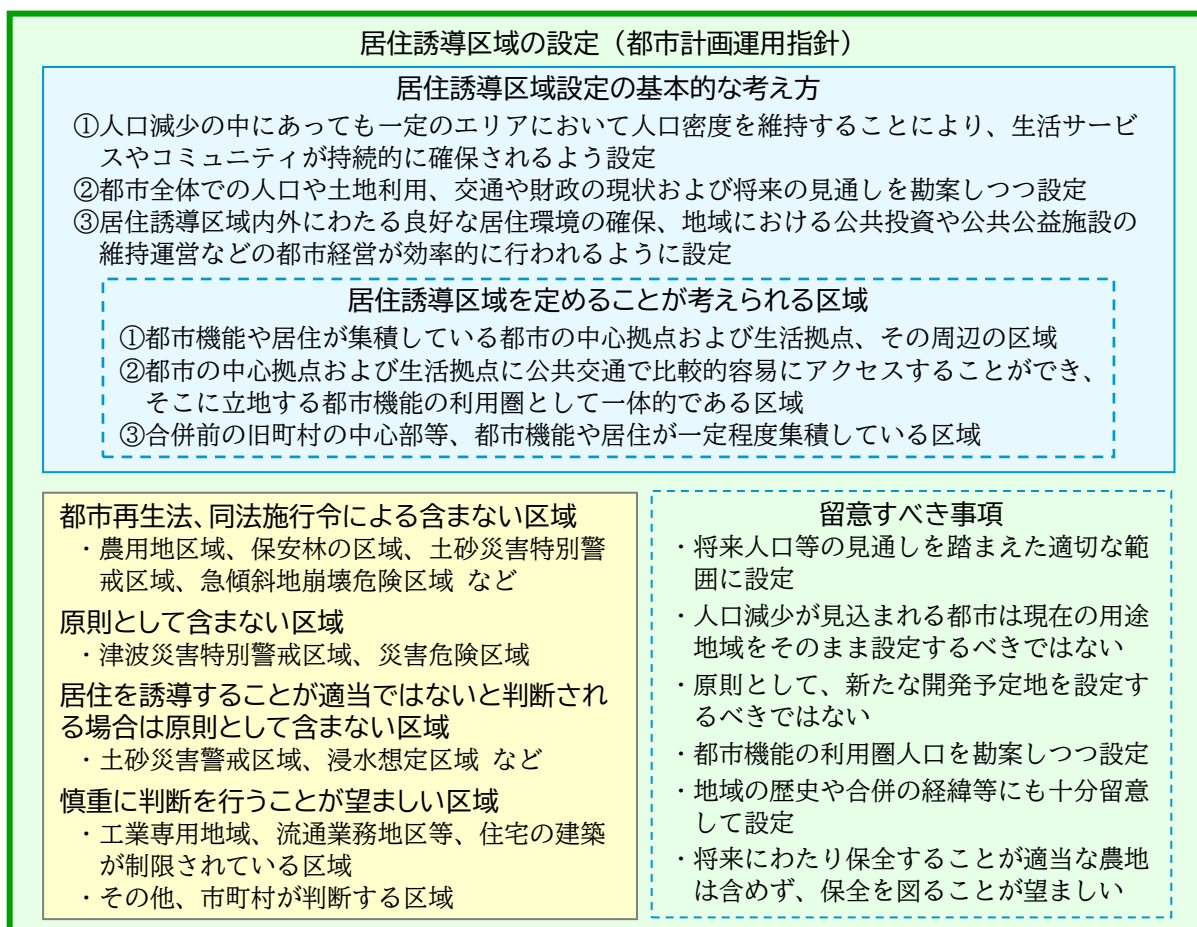 居住誘導区域の設定（都市計画運用指針）
居住誘導区域設定の基本的な考え方
①人口減少の中にあっても一定のエリアにおいて人口密度を維持することにより、生活サービ
スやコミュニティが持続的に確保されるよう設定
②都市全体での人口や土地利用、交通や財政の現状および将来の見通しを勘案しつつ設定
③居住誘導区域内外にわたる良好な居住環境の確保、地域における公共投資や公共公益施設の
維持運営などの都市経営が効率的に行われるように設定
居住誘導区域を定めることが考えられる区域
①都市機能や居住が集積している都市の中心拠点および生活拠点、その周辺の区域
②都市の中心拠点および生活拠点に公共交通で比較的容易にアクセスすることができ、
そこに立地する都市機能の利用圏として一体的である区域
③合併前の旧町村の中心部等、都市機能や居住が一定程度集積している区域
都市再生法、同法施行令による含まない区域
・農用地区域、保安林の区域、土砂災害特別警
戒区域、急傾斜地崩壊危険区域 など
原則として含まない区域
・津波災害特別警戒区域、災害危険区域
居住を誘導することが適当ではないと判断され
る場合は原則として含まない区域
・土砂災害警戒区域、浸水想定区域 など
慎重に判断を行うことが望ましい区域
・工業専用地域、流通業務地区等、住宅の建築
が制限されている区域
・その他、市町村が判断する区域
留意すべき事項
・将来人口等の見通しを踏まえた適切な範
囲に設定
・人口減少が見込まれる都市は現在の用途
地域をそのまま設定するべきではない
・原則として、新たな開発予定地を設定す
るべきではない
・都市機能の利用圏人口を勘案しつつ設定
・地域の歴史や合併の経緯等にも十分留意
して設定
・将来にわたり保全することが適当な農地
は含めず、保全を図ることが望ましい